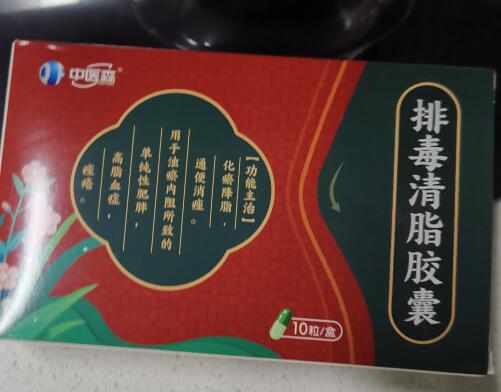 中医森®
排毒清脂胶囊
【功能主治】
化瘀降脂，
通便消痤。
用于浊瘀内阻所致的
单纯性肥胖，
高脂血症，
痤疮。
10粒/盒